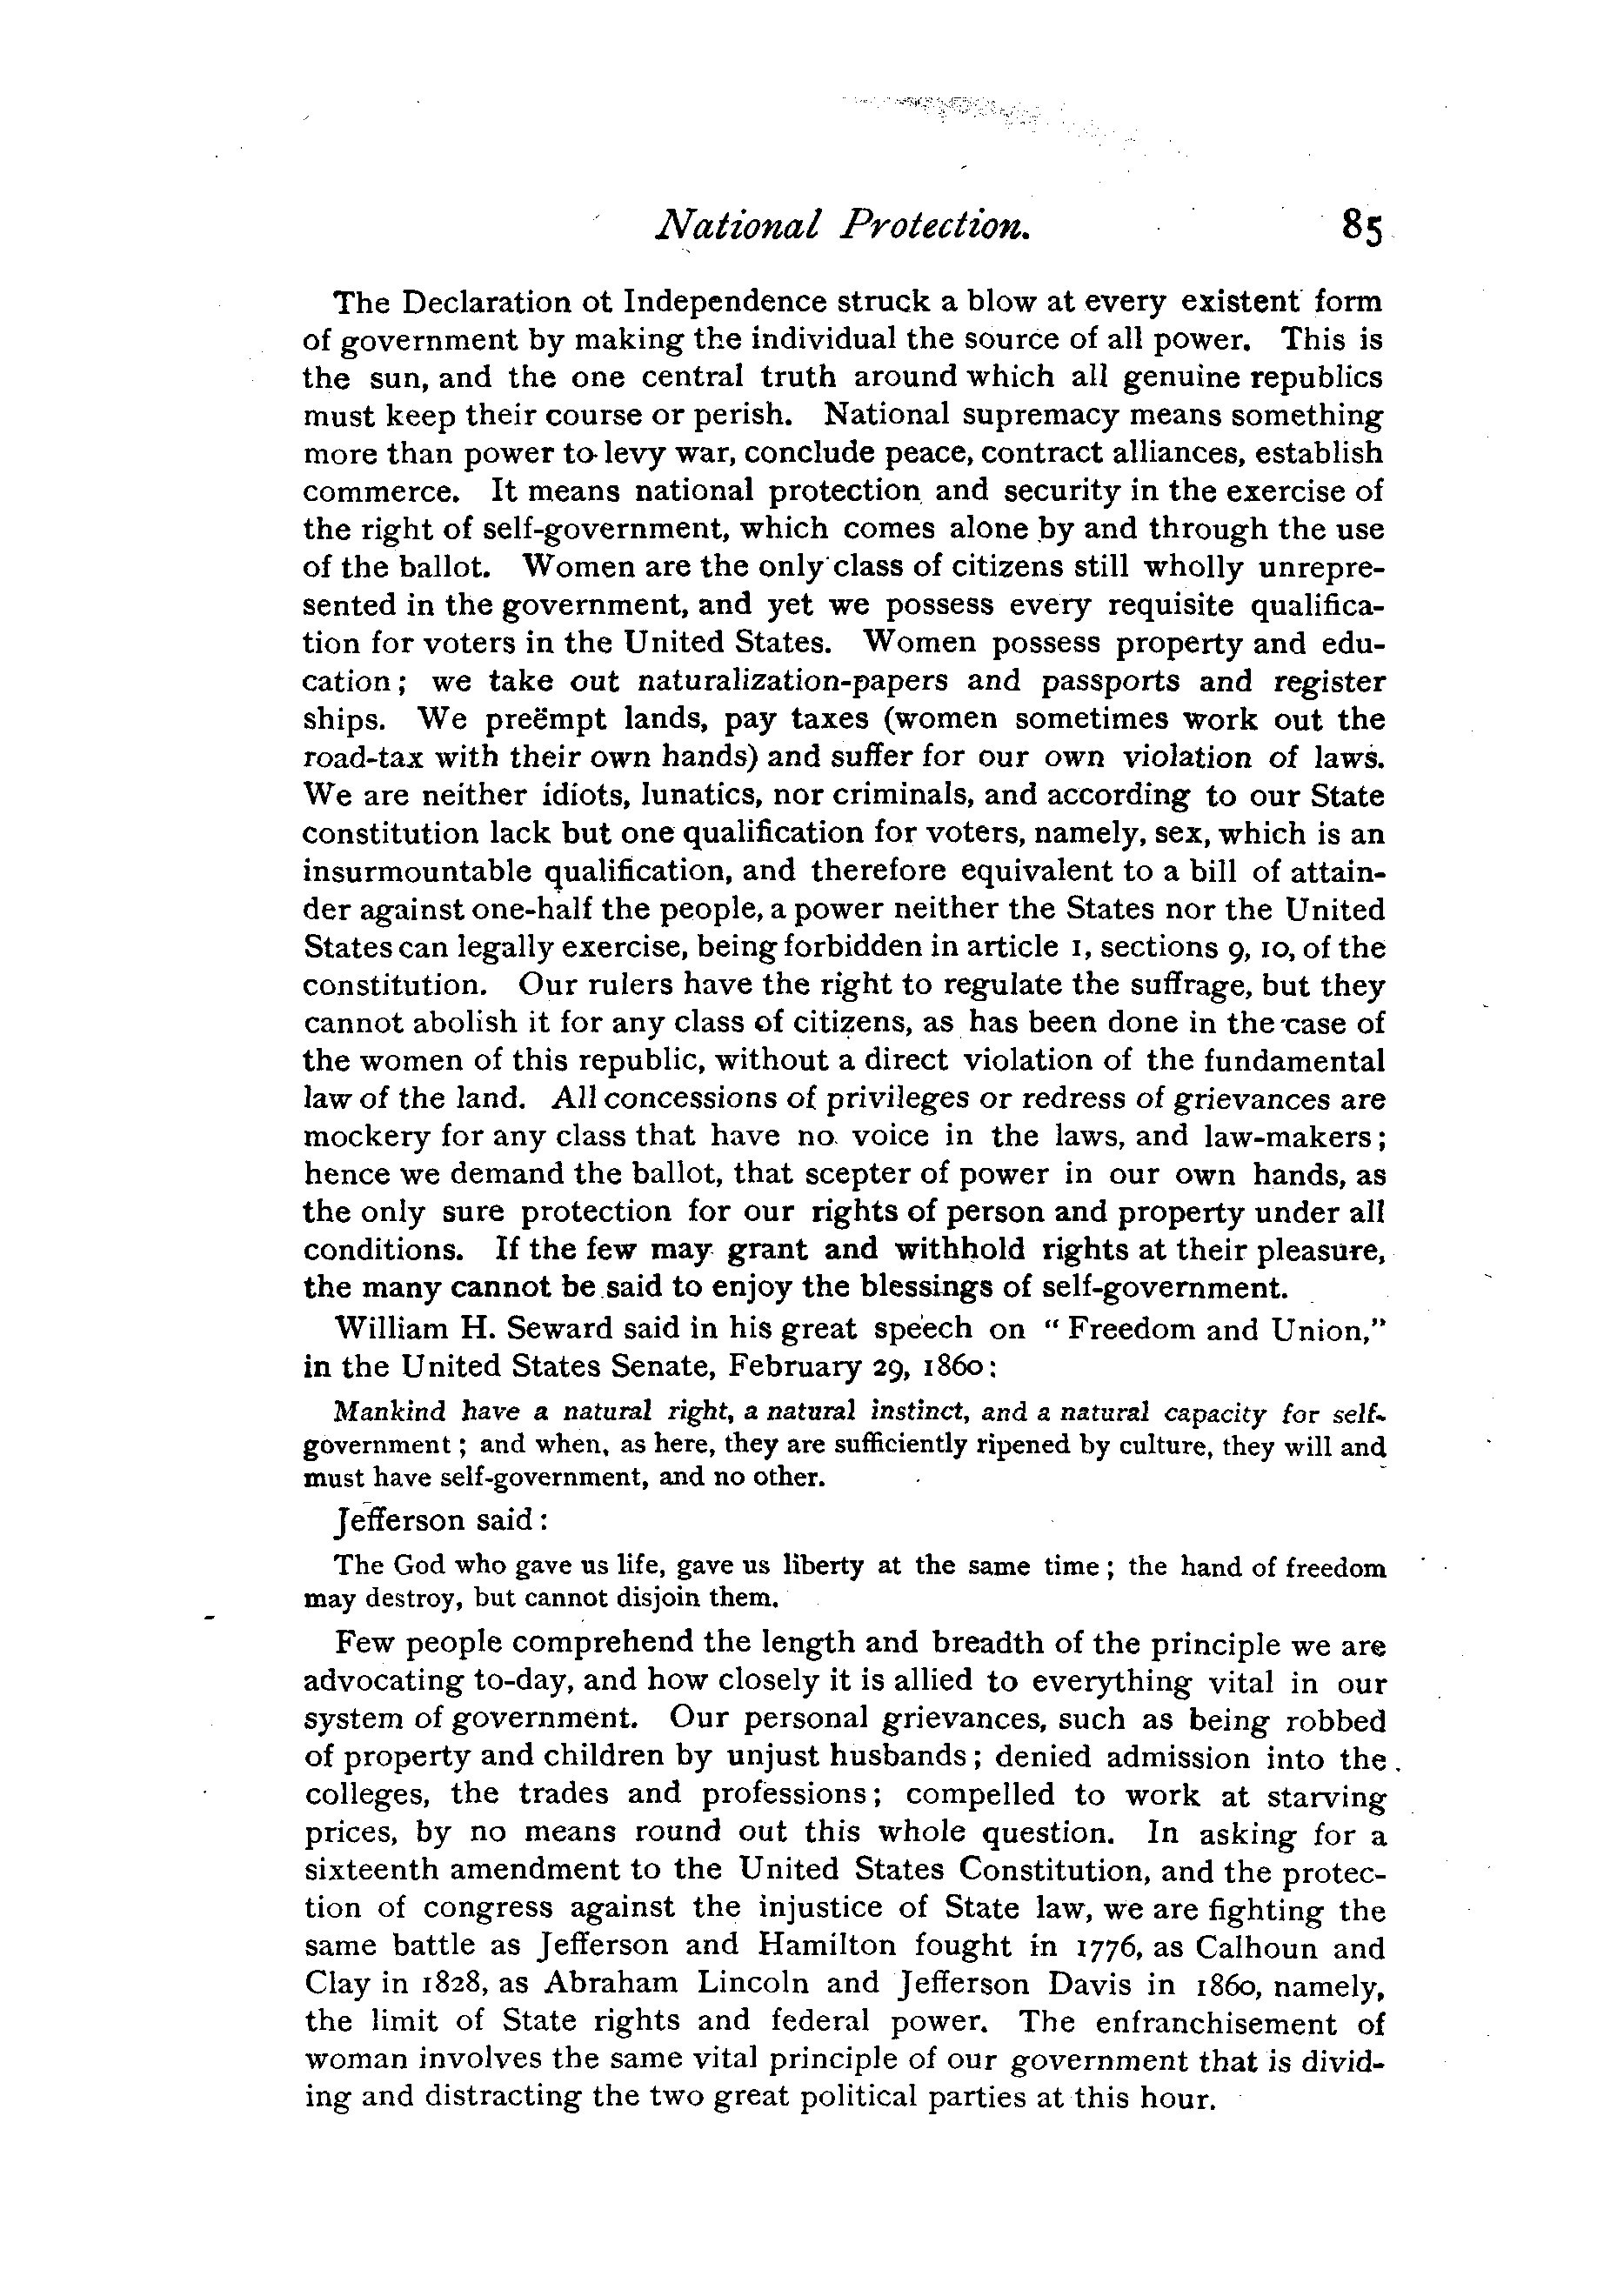 National Protection. 85
The Declaration ot Independence struck a blow at every existent form
of government by making the individual the source of all power. This is
the sun, and the one central truth around which all genuine republics
must keep their course or perish. National supremacy means something
more than power to levy war, conclude peace, contract alliances, establish
commerce. It means national protection and security in the exercise of
the right of self-government, which comes alone by and through the use
of the ballot. Women are the only class of citizens still wholly unrepre-
sented in the government, and yet we possess every requisite qualifica-
tion for voters in the United States. Women possess property and edu-
cation; we take out naturalization-papers and passports and register
ships. We preëmpt lands, pay taxes (women sometimes work out the
road-tax with their own hands) and suffer for our own violation of laws.
We are neither idiots, lunatics, nor criminals, and according to our State
constitution lack but one qualification for voters, namely, sex, which is an
insurmountable qualification, and therefore equivalent to a bill of attain-
der against one-half the people, a power neither the States nor the United
States can legally exercise, being forbidden in article 1, sections 9, 10, of the
constitution. Our rulers have the right to regulate the suffrage, but they
cannot abolish it for any class of citizens, as has been done in the case of
the women of this republic, without a direct violation of the fundamental
law of the land. All concessions of privileges or redress of grievances are
mockery for any class that have no voice in the laws, and law-makers;
hence we demand the ballot, that scepter of power in our own hands, as
the only sure protection for our rights of person and property under all
conditions. If the few may grant and withhold rights at their pleasure,
the many cannot be said to enjoy the blessings of self-government.
William H. Seward said in his great speech on "Freedom and Union,"
in the United States Senate, February 29, 1860:
Mankind have a natural right, a natural instinct, and a natural capacity for self-
government; and when, as here, they are sufficiently ripened by culture, they will and
must have self-government, and no other.
Jefferson said:
The God who gave us life, gave us liberty at the same time; the hand of freedom
may destroy, but cannot disjoin them.
Few people comprehend the length and breadth of the principle we are
advocating to-day, and how closely it is allied to everything vital in our
system of government. Our personal grievances, such as being robbed
of property and children by unjust husbands; denied admission into the
colleges, the trades and professions; compelled to work at starving
prices, by no means round out this whole question. In asking for a
sixteenth amendment to the United States Constitution, and the protec-
tion of congress against the injustice of State law, we are fighting the
same battle as Jefferson and Hamilton fought in 1776, as Calhoun and
Clay in 1828, as Abraham Lincoln and Jefferson Davis in 1860, namely,
the limit of State rights and federal power. The enfranchisement of
woman involves the same vital principle of our government that is divid-
ing and distracting the two great political parties at this hour.